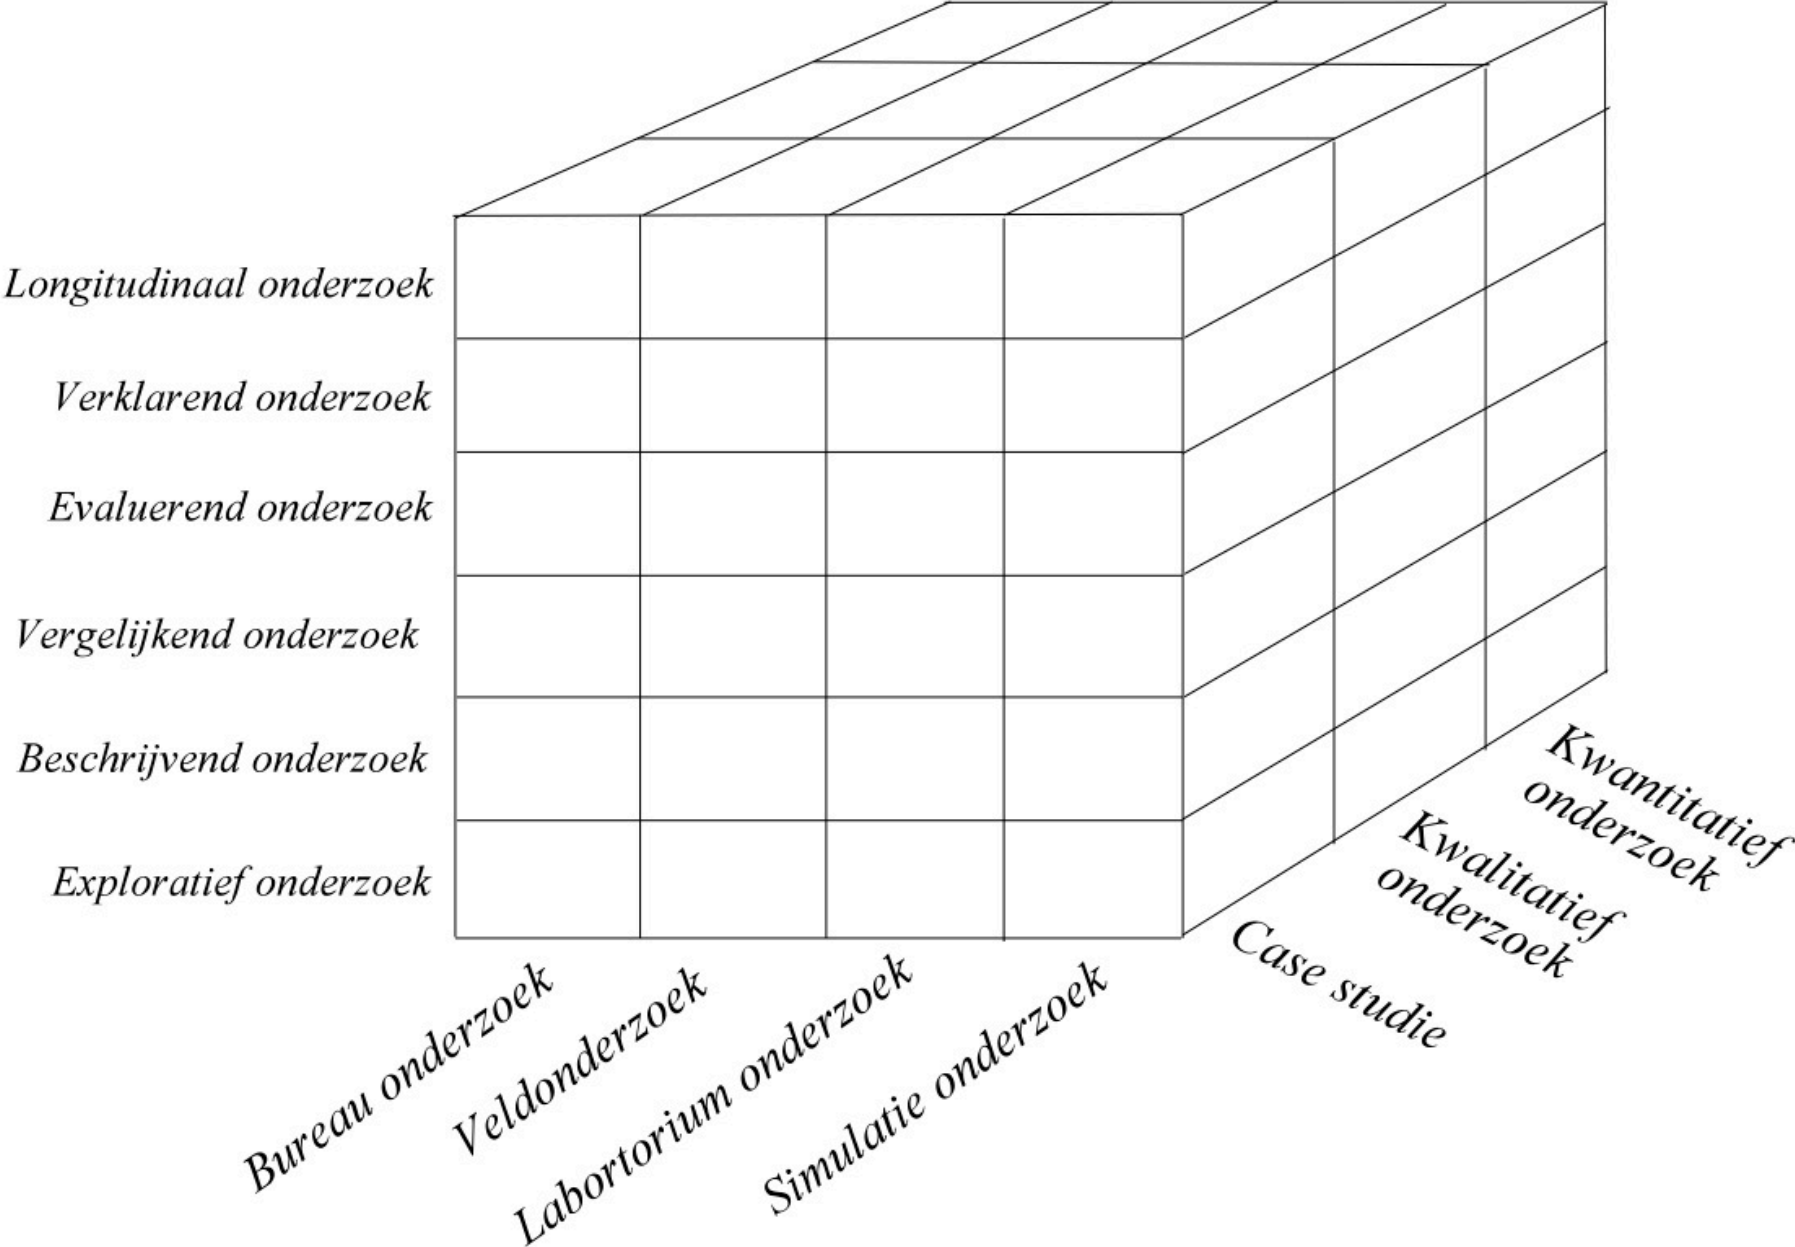 Longitudinaal onderzoek
Verklarend onderzoek
Evaluerend onderzoek
Vergelijkend onderzoek
Beschrijvend onderzoek
Exploratief onderzoek
Bureau onderzoek
Veldonderzoek
Labortorium onderzoek
Simulatie onderzoek
Case studie
Kwalitatief
onderzoek
Kwantitatief
onderzoek